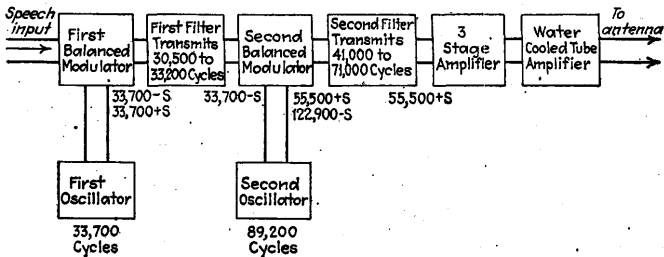 Speech
input
First
Balanced
Modulator
First Filter
Transmits
30,500 to
33,200 Cycles
Second
Balanced
Modulator
Second Filter
Transmits
41,000 to
71,000 Cycles
3
Stage
Amplifier
Water
Cooled Tube
Amplifier
To
antenna
33,700-S
33,700+S
33,700-S
55,500+S
122,900-S
55,500+S
First
Oscillator
Second
Oscillator
33,700
Cycles
89,200
Cycles